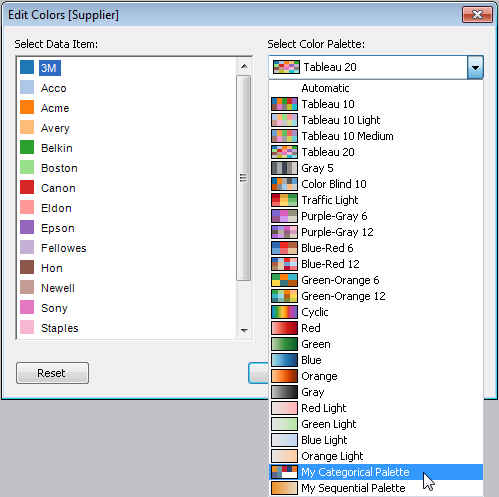 Edit Colors [Supplier]
Select Data Item:
3M
Acco
Acme
Avery
Belkin
Boston
Canon
Eldon
Epson
Fellowes
Hon
Newell
Sony
Staples
Reset
Select Color Palette:
Tableau 20
Automatic
Tableau 10
Tableau 10 Light
Tableau 10 Medium
Tableau 20
Gray 5
Color Blind 10
Traffic Light
Purple-Gray 6
Purple-Gray 12
Blue-Red 6
Blue-Red 12
Green-Orange 6
Green-Orange 12
Cyclic
Red
Green
Blue
Orange
Gray
Red Light
Green Light
Blue Light
Orange Light
My Categorical Palette
My Sequential Palette